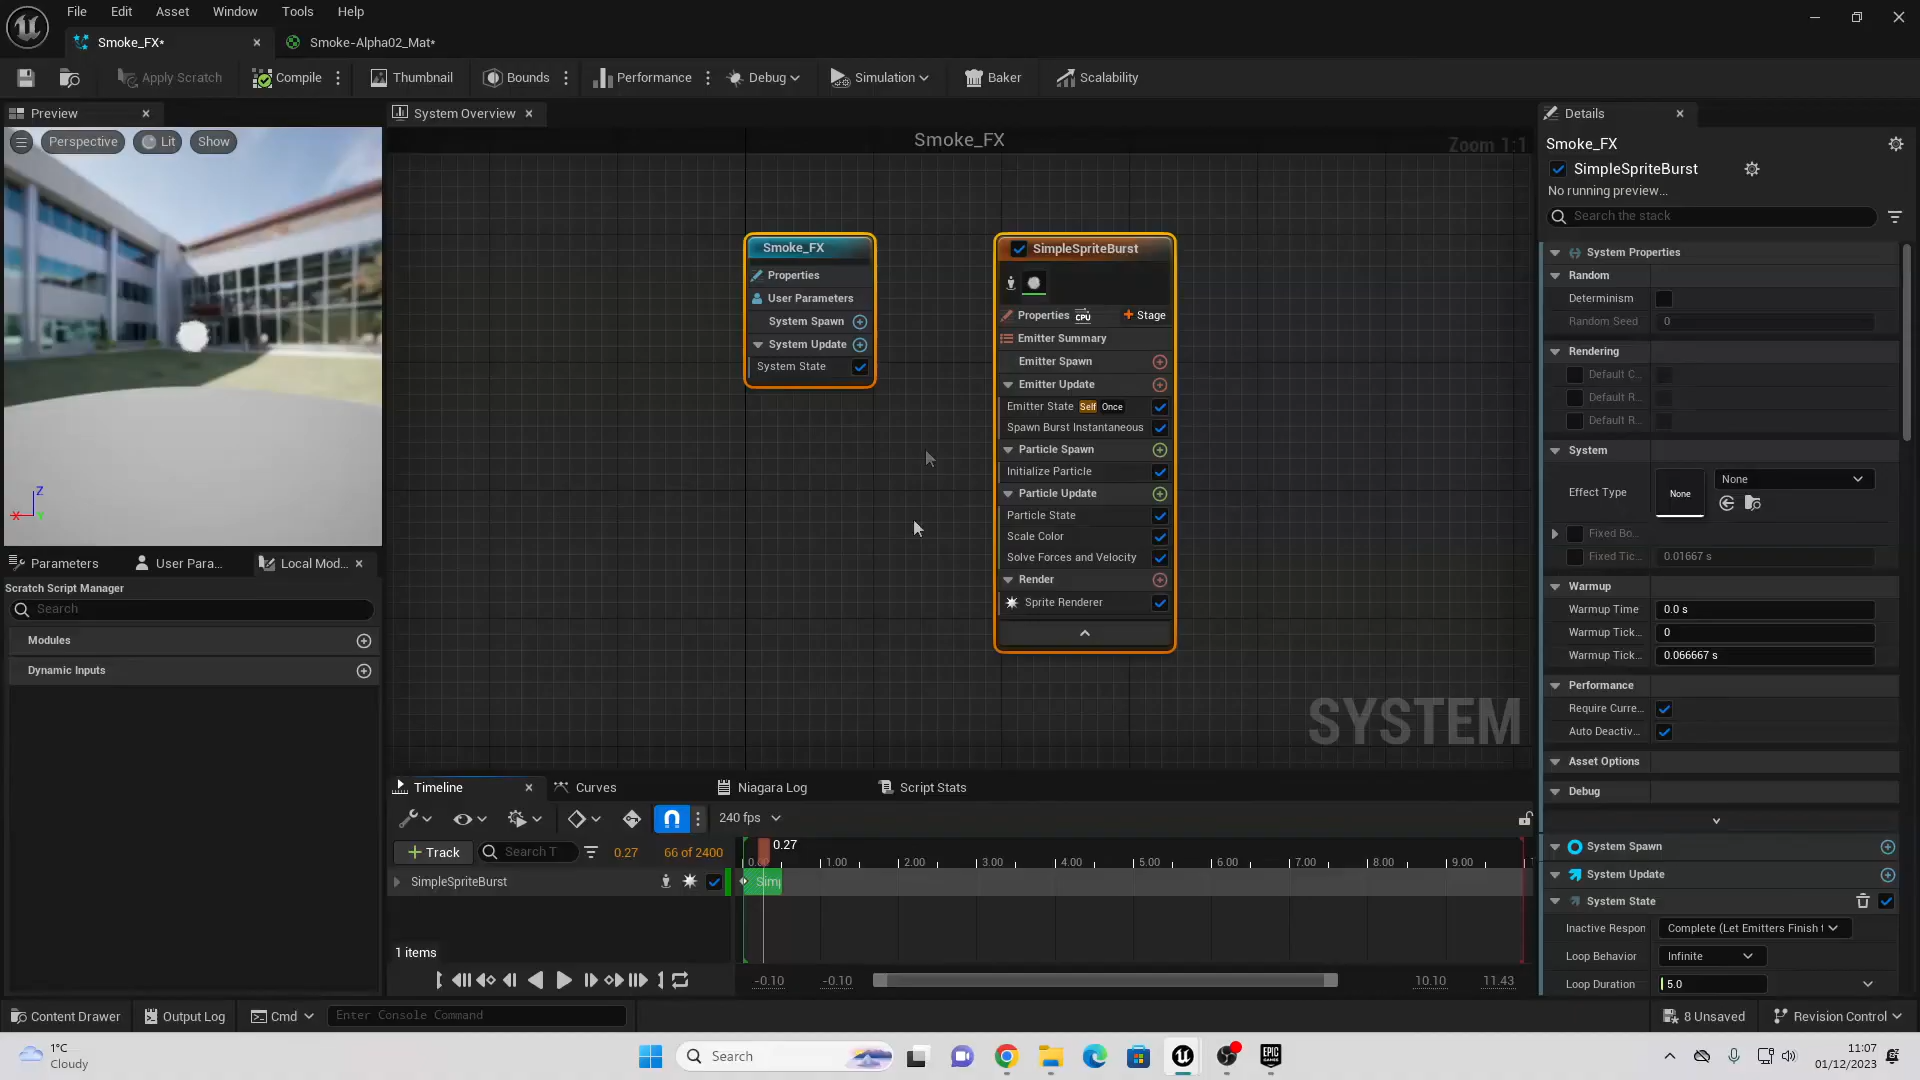 File Edit Asset Window Tools Help
Smoke_FX*
Smoke-Alpha02_Mat*
Apply Scratch
Compile
Thumbnail
Bounds
Performance
Debug
Simulation
Baker
Scalability
Preview
System Overview
Details
Perspective
Lit
Show
Smoke_FX
Zoom 1:1
Z
X
Y
Smoke_FX
Properties
User Parameters
System Spawn
System Update
System State
SimpleSpriteBurst
Properties CPU
Stage
Emitter Summary
Emitter Spawn
Emitter Update
Emitter State Self Once
Spawn Burst Instantaneous
Particle Spawn
Initialize Particle
Particle Update
Particle State
Scale Color
Solve Forces and Velocity
Render
Sprite Renderer
SYSTEM
Parameters
User Para...
Local Mod...
Scratch Script Manager
Search
Modules
Dynamic Inputs
Timeline
Curves
Niagara Log
Script Stats
240 fps
Track
Search T
0.27
66 of 2400
0.27
0.00 1.00 2.00 3.00 4.00 5.00 6.00 7.00 8.00 9.00
SimpleSpriteBurst
Simp
1 items
-0.10
-0.10
10.10
11.43
Smoke_FX
SimpleSpriteBurst
No running preview...
Search the stack
System Properties
Random
Determinism
Random Seed 0
Rendering
Default C...
Default R...
Default R...
System
Effect Type None None
Fixed Bo...
Fixed Tic... 0.01667 s
Warmup
Warmup Time 0.0 s
Warmup Tick... 0
Warmup Tick... 0.066667 s
Performance
Require Curre...
Auto Deactiv...
Asset Options
Debug
System Spawn
System Update
System State
Inactive Respon Complete (Let Emitters Finish t
Loop Behavior Infinite
Loop Duration 5.0
Content Drawer
Output Log
Cmd
Enter Console Command
8 Unsaved
Revision Control
1°C
Cloudy
Search
EPIC
GAMES
11:07
01/12/2023